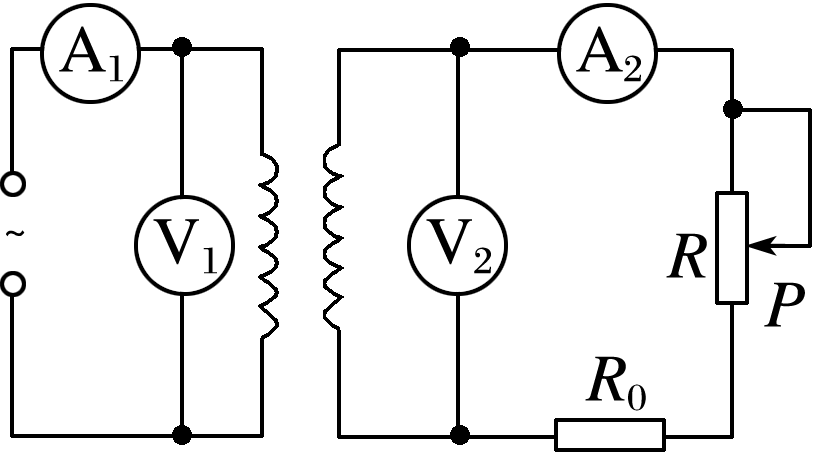 A₁
A₂
~
V₁
V₂
R
P
R₀